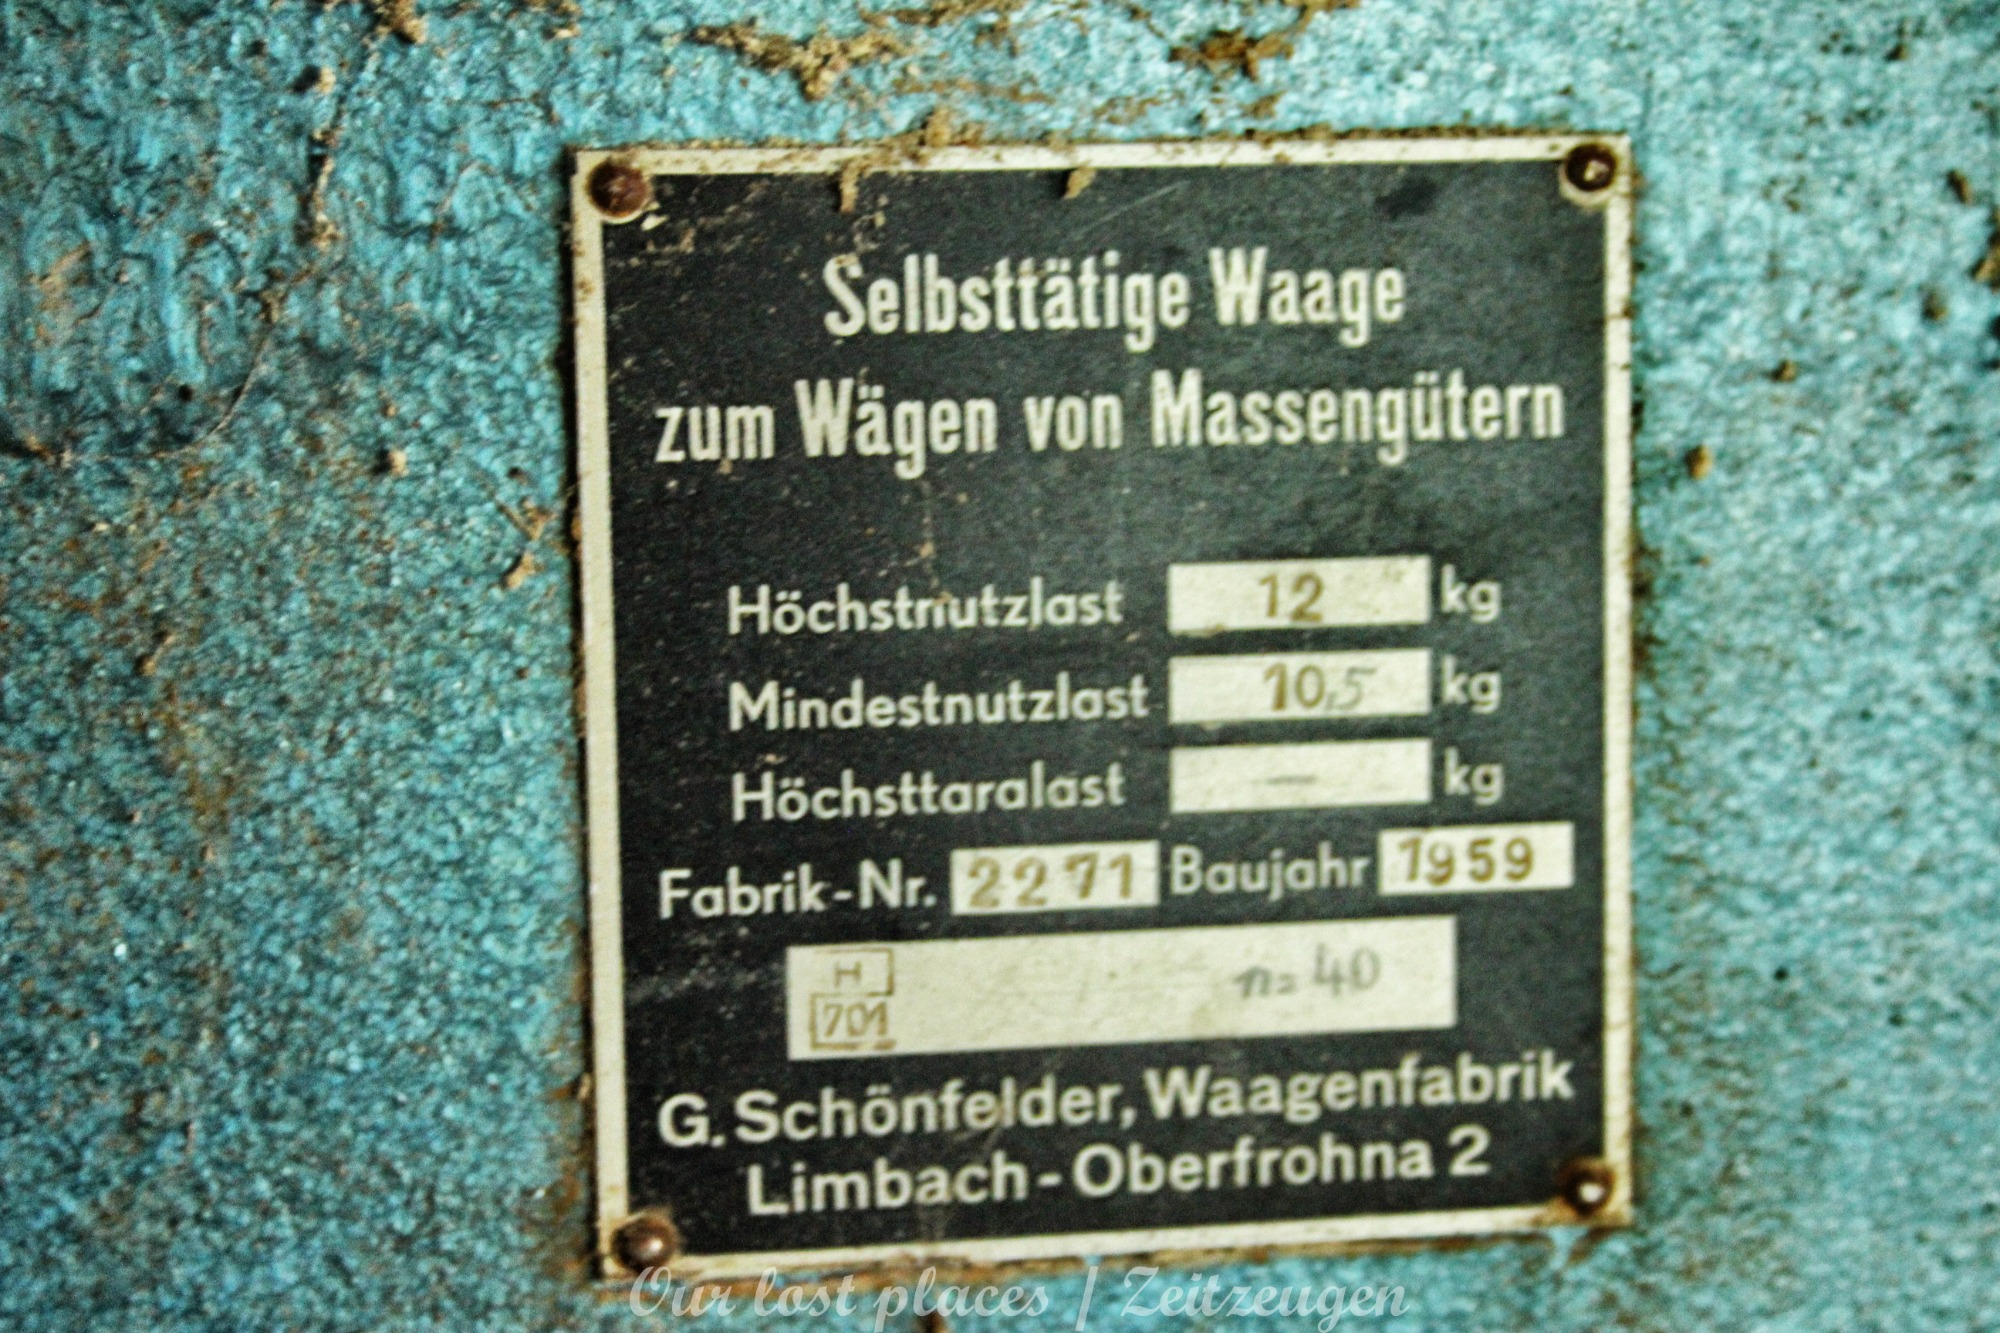 Selbsttätige Waage
zum Wägen von Massengütern
Höchstnutzlast 12 kg
Mindestnutzlast 10,5 kg
Höchsttaralast — kg
Fabrik-Nr. 2271 Baujahr 1959
H n= 40
701
G. Schönfelder, Waagenfabrik
Limbach-Oberfrohna 2
Our lost places | Zeitzeugen